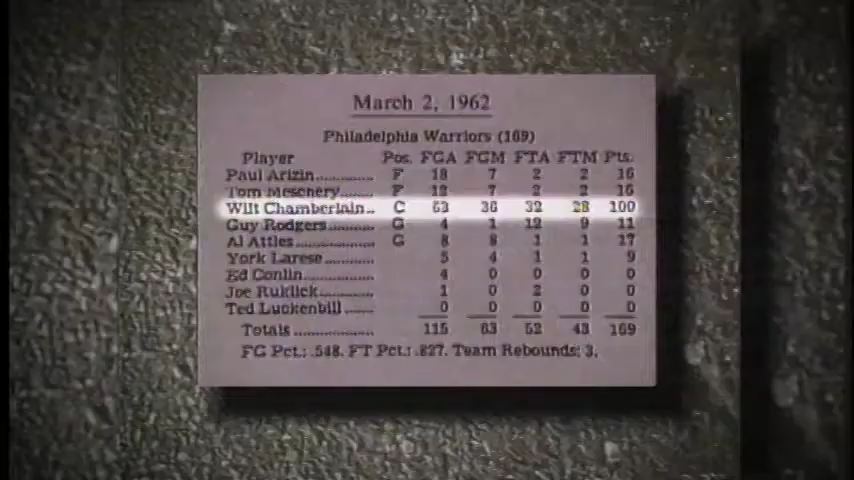 March 2, 1962
Philadelphia Warriors (169)
Player Pos. FGA FGM FTA FTM Pts.
Paul Arizin............ F 18 7 2 2 16
Tom Meschery....... F 12 7 2 2 16
Wilt Chamberlain.. C 63 36 32 28 100
Guy Rodgers......... G 4 1 12 9 11
Al Attles............... G 8 8 1 1 17
York Larese.......... 5 4 1 1 9
Ed Conlin............. 4 0 0 0 0
Joe Ruklick........... 1 0 2 0 0
Ted Luckenbill...... 0 0 0 0 0
Totals ................ 115 63 52 43 169
FG Pct.: .548. FT Pct.: .827. Team Rebounds: 3.